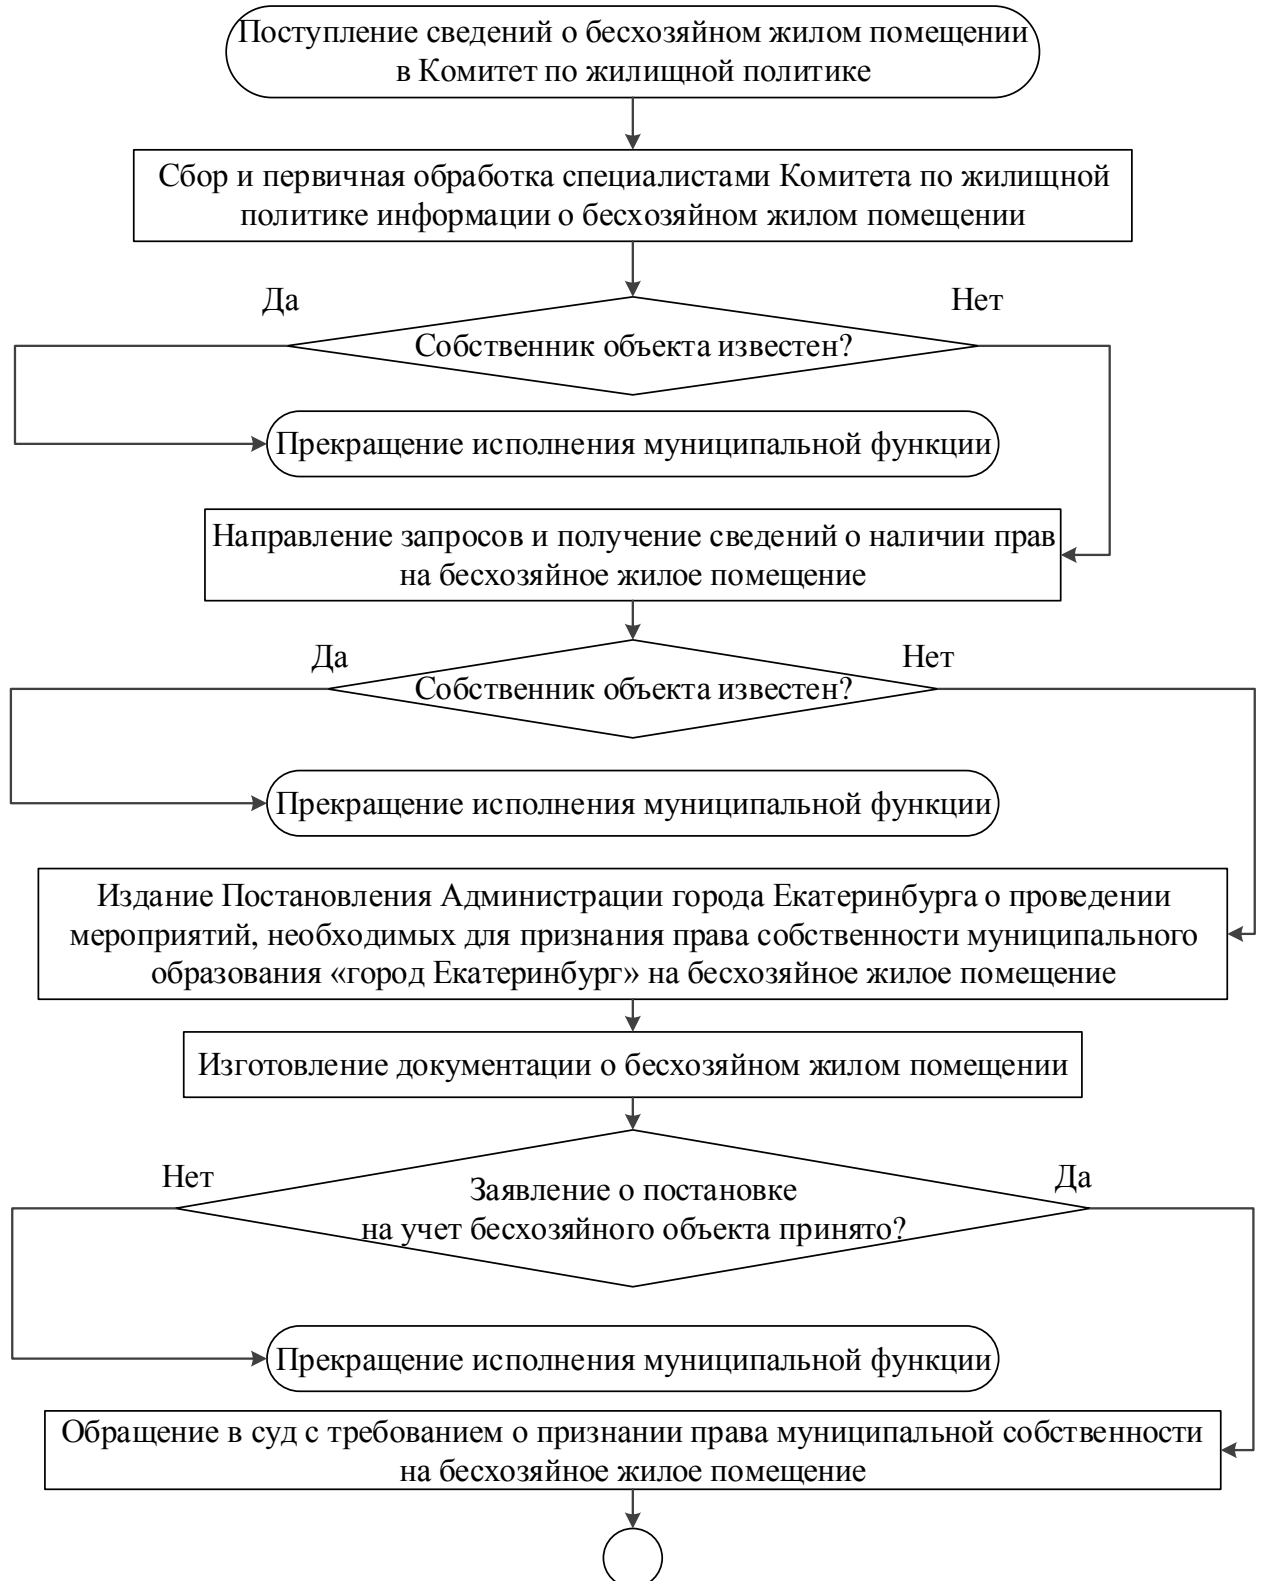 Поступление сведений о бесхозяйном жилом помещении
в Комитет по жилищной политике
Сбор и первичная обработка специалистами Комитета по жилищной
политике информации о бесхозяйном жилом помещении
Да
Нет
Собственник объекта известен?
Прекращение исполнения муниципальной функции
Направление запросов и получение сведений о наличии прав
на бесхозяйное жилое помещение
Да
Нет
Собственник объекта известен?
Прекращение исполнения муниципальной функции
Издание Постановления Администрации города Екатеринбурга о проведении
мероприятий, необходимых для признания права собственности муниципального
образования «город Екатеринбург» на бесхозяйное жилое помещение
Изготовление документации о бесхозяйном жилом помещении
Нет
Да
Заявление о постановке
на учет бесхозяйного объекта принято?
Прекращение исполнения муниципальной функции
Обращение в суд с требованием о признании права муниципальной собственности
на бесхозяйное жилое помещение